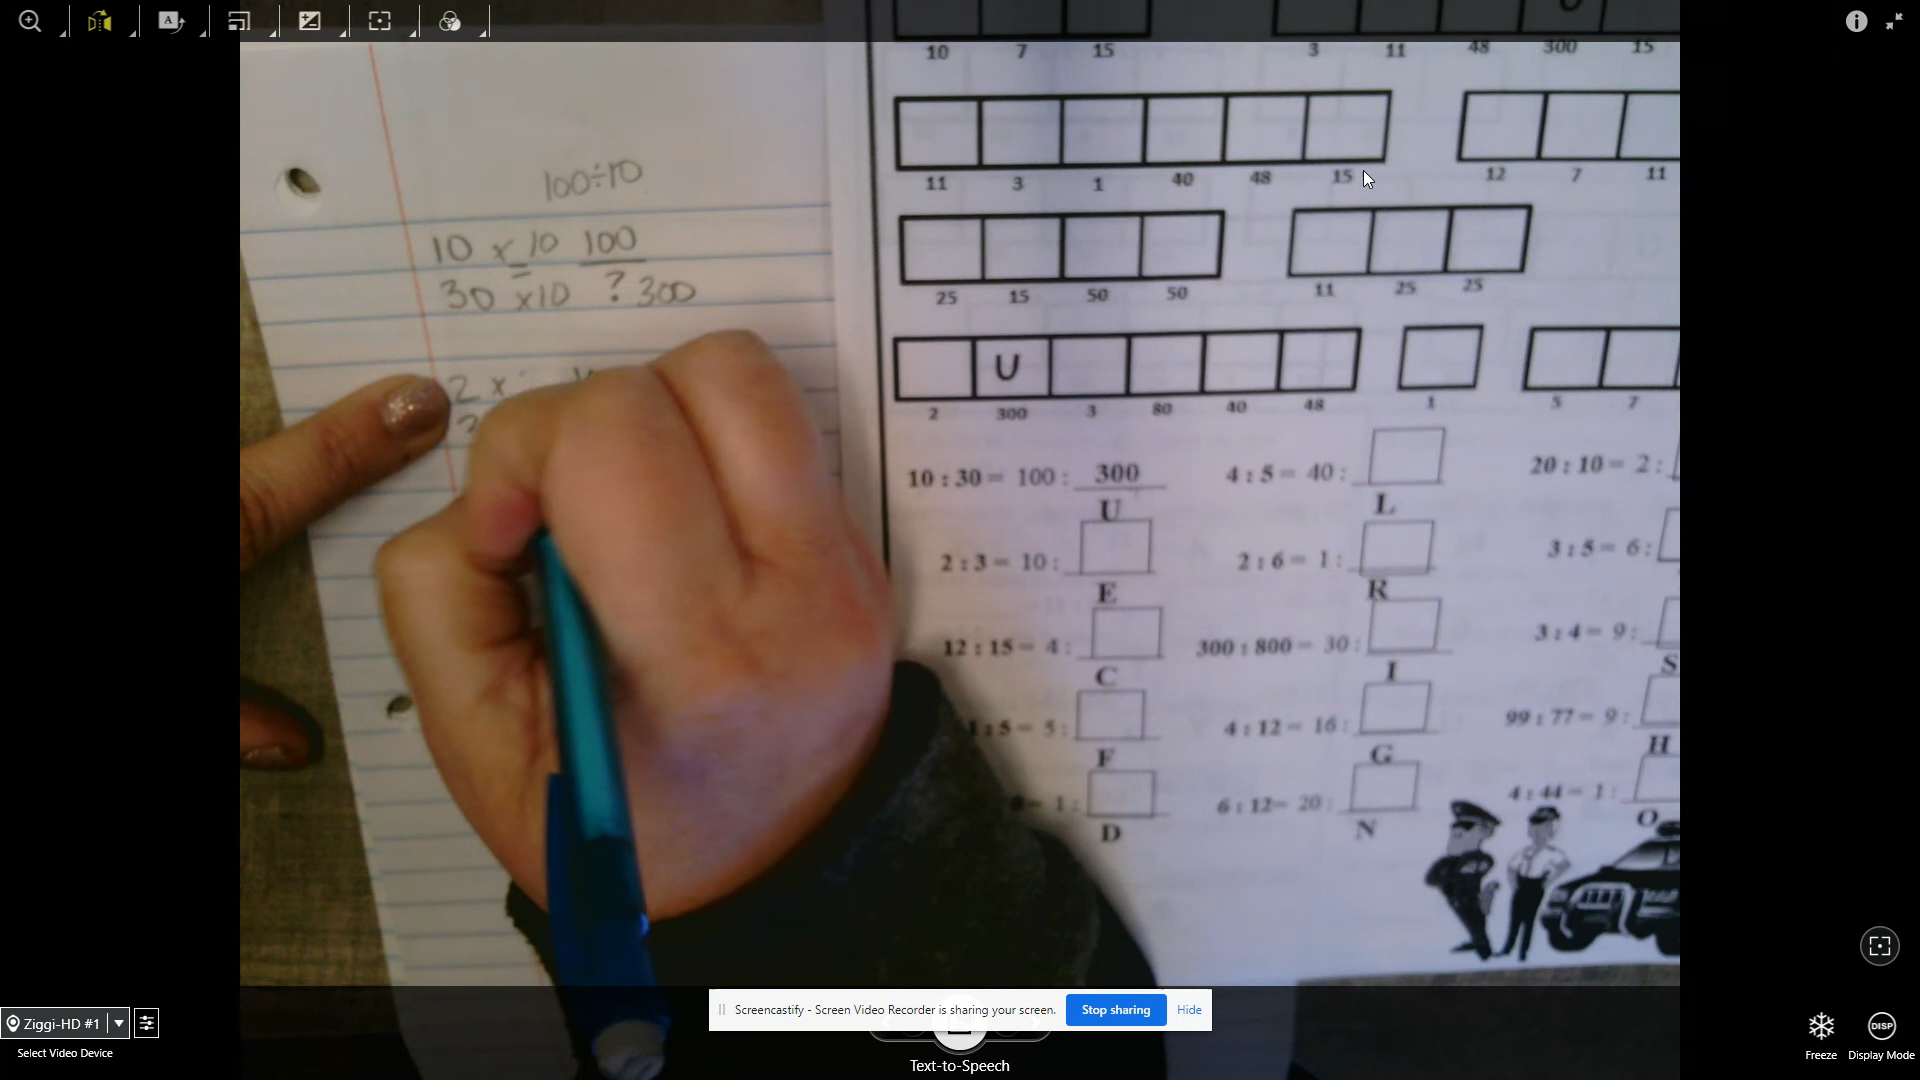 10 7 15 3 11 48 300 15
11 3 1 40 48 15 12 7 11
100÷10
10 x 10 100
=
30 x10 ? 300
25 15 50 50 11 25 25
2 x
U
2 300 3 80 40 48 1 5 7
10 : 30 = 100 : 300 4 : 5 = 40 : 20 : 10 = 2 :
U L
2 : 3 = 10 : 2 : 6 = 1 : 3 : 5 = 6 :
E R
12 : 15 = 4 : 300 : 800 = 30 : 3 : 4 = 9 :
C I S
: 5 = 5 : 4 : 12 = 16 : 99 : 77 = 9 :
F G H
= 1 : 6 : 12 = 20 : 4 : 44 = 1 :
D N O
Screencastify - Screen Video Recorder is sharing your screen. Stop sharing Hide
Ziggi-HD #1
Select Video Device
Text-to-Speech
DISP
Freeze Display Mode